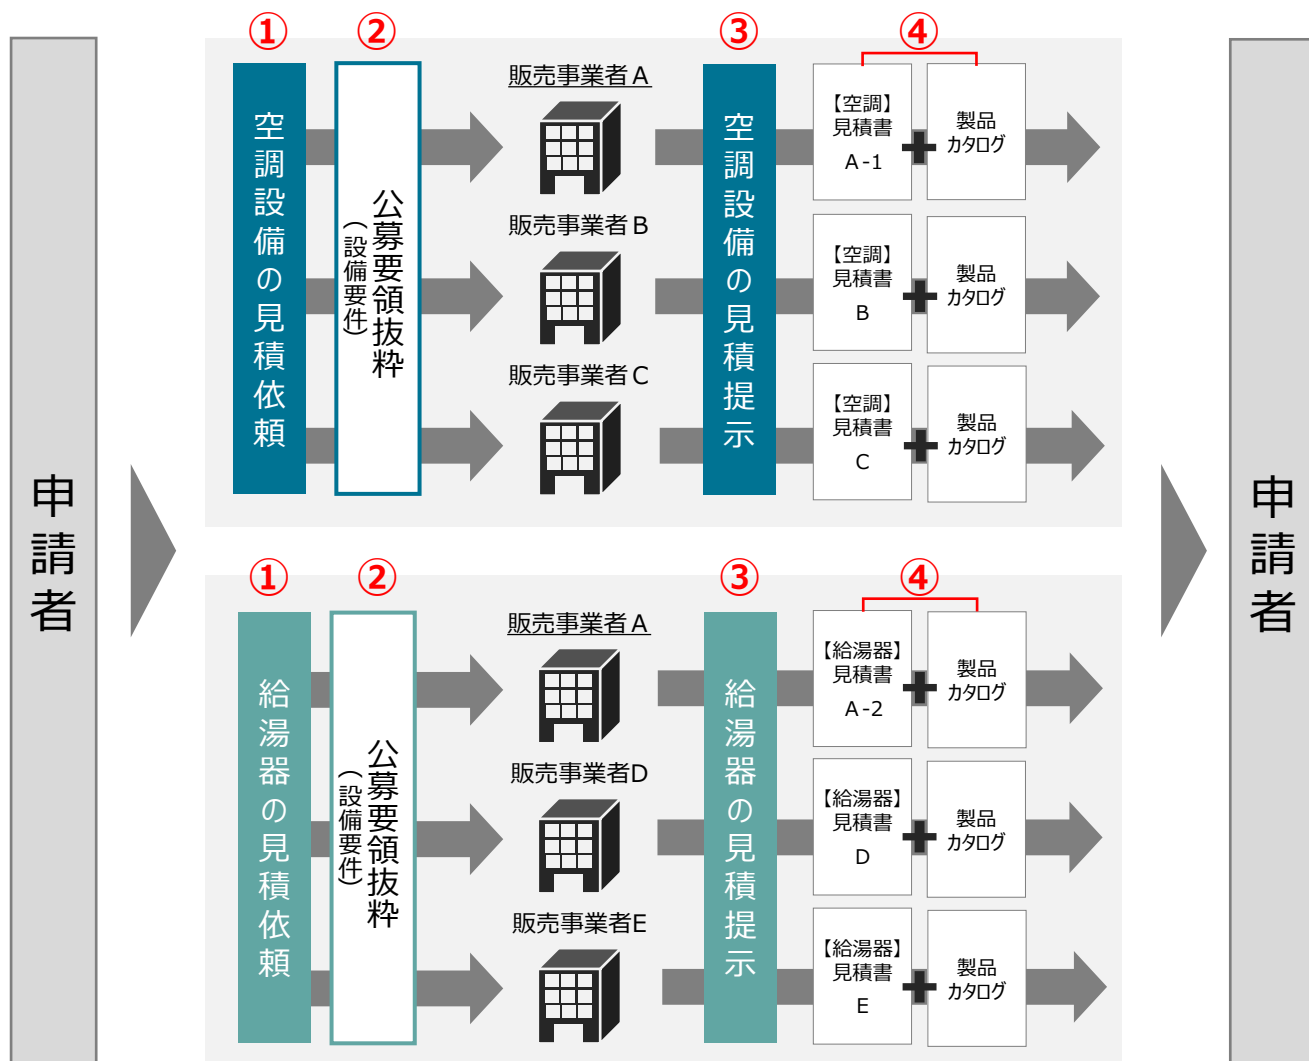 申請者
①
②
③
④
空調設備の見積依頼
公募要領抜粋
（設備要件）
販売事業者A
販売事業者B
販売事業者C
空調設備の見積提示
【空調】
見積書
A-1
製品
カタログ
【空調】
見積書
B
製品
カタログ
【空調】
見積書
C
製品
カタログ
①
②
③
④
給湯器の見積依頼
公募要領抜粋
（設備要件）
販売事業者A
販売事業者D
販売事業者E
給湯器の見積提示
【給湯器】
見積書
A-2
製品
カタログ
【給湯器】
見積書
D
製品
カタログ
【給湯器】
見積書
E
製品
カタログ
申請者